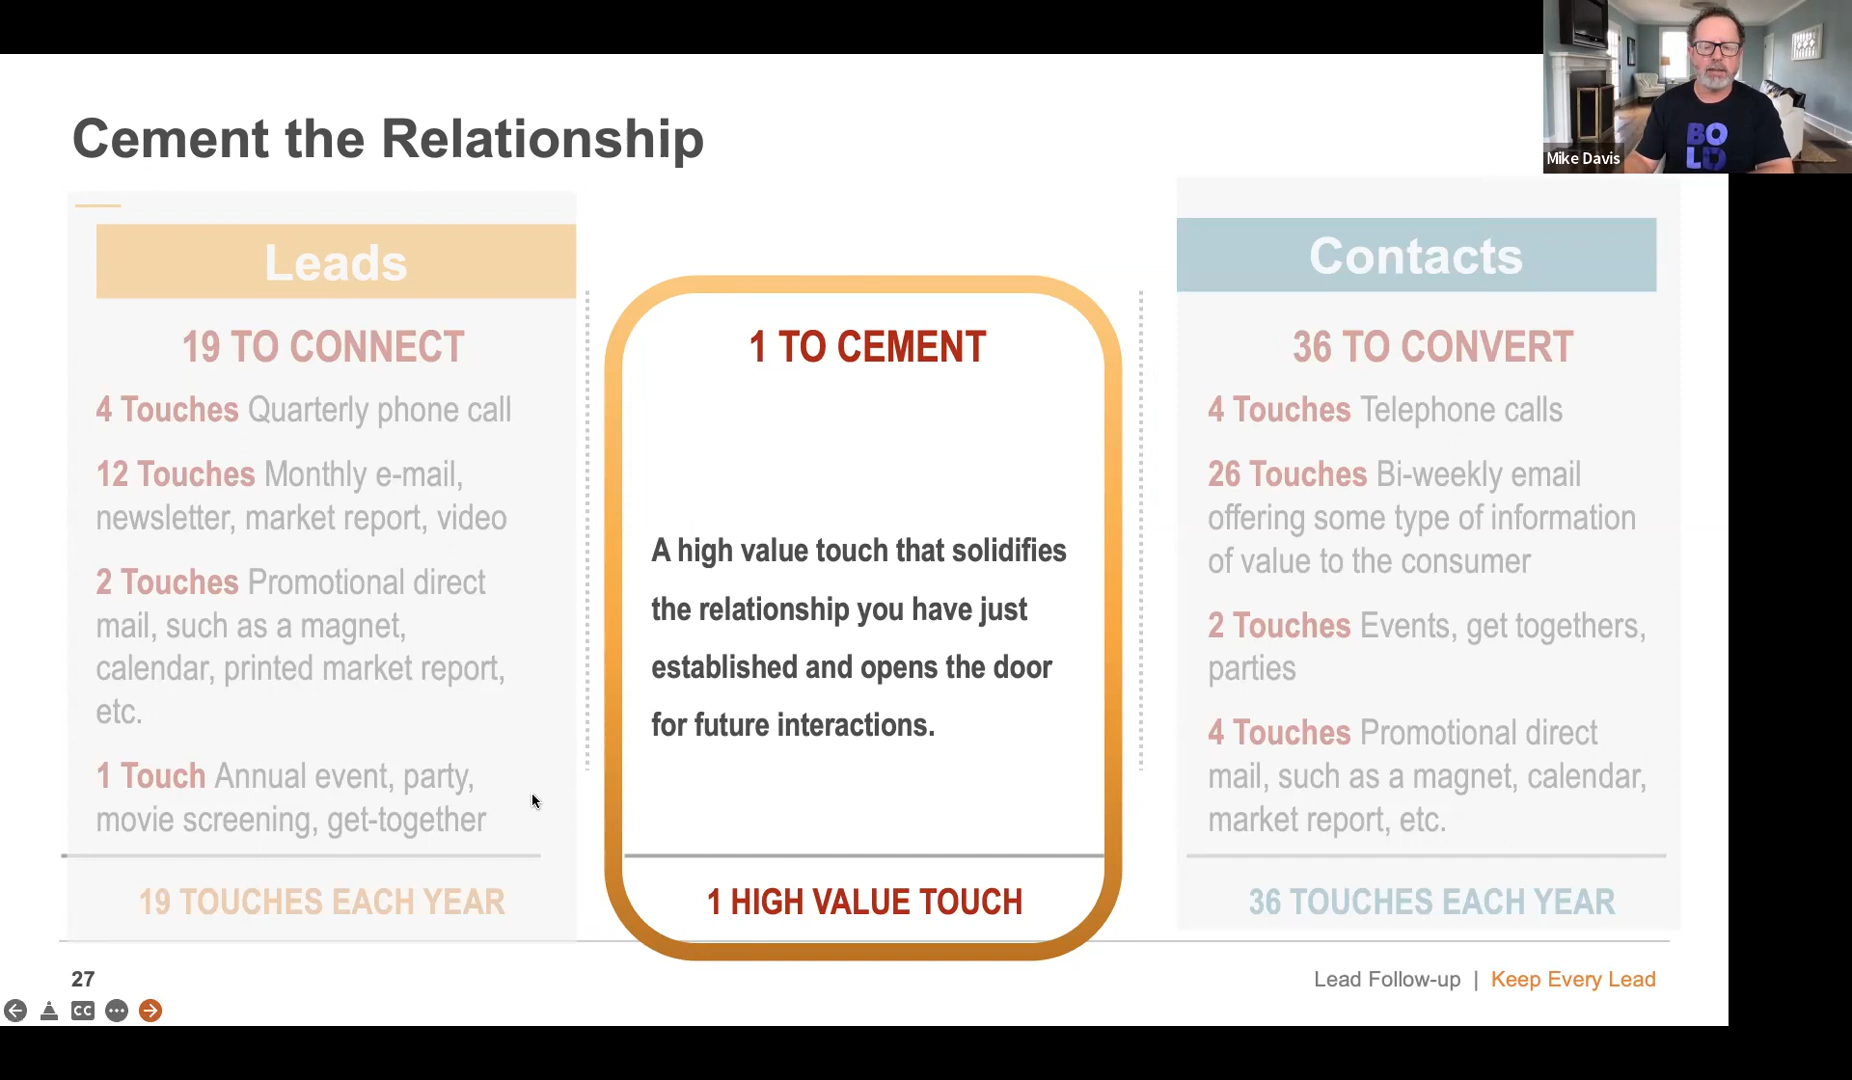 Cement the Relationship
Leads
19 TO CONNECT
4 Touches Quarterly phone call
12 Touches Monthly e-mail,
newsletter, market report, video
2 Touches Promotional direct
mail, such as a magnet,
calendar, printed market report,
etc.
1 Touch Annual event, party,
movie screening, get-together
19 TOUCHES EACH YEAR
1 TO CEMENT
A high value touch that solidifies
the relationship you have just
established and opens the door
for future interactions.
1 HIGH VALUE TOUCH
Contacts
36 TO CONVERT
4 Touches Telephone calls
26 Touches Bi-weekly email
offering some type of information
of value to the consumer
2 Touches Events, get togethers,
parties
4 Touches Promotional direct
mail, such as a magnet, calendar,
market report, etc.
36 TOUCHES EACH YEAR
27
Lead Follow-up | Keep Every Lead
CC
BO
LD
Mike Davis